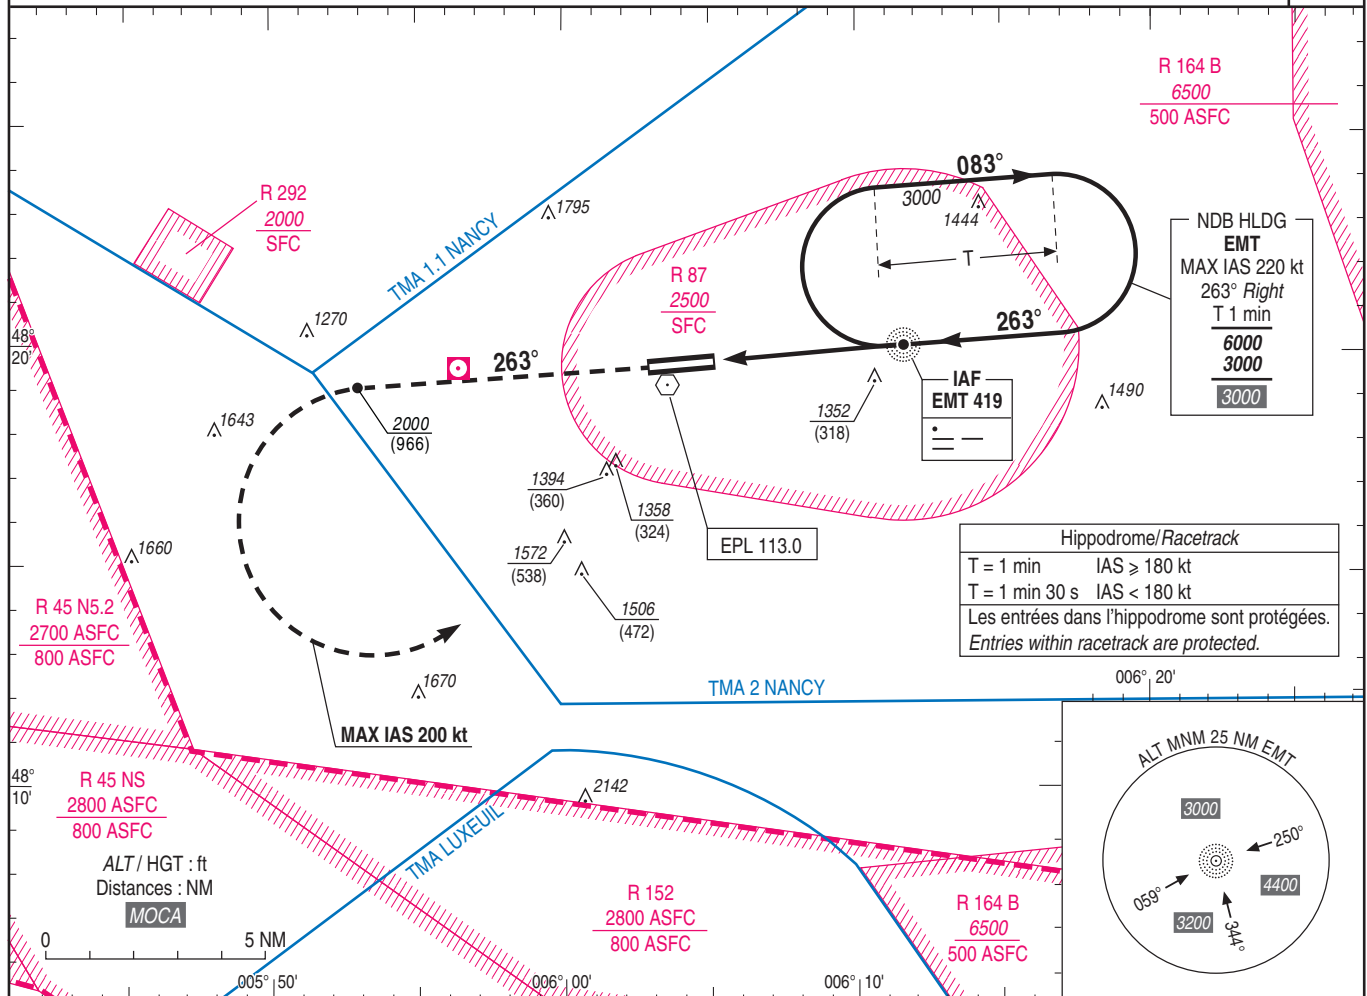 R 164 B
6500
500 ASFC
083°
3000
1444
T
R 292
2000
SFC
1795
TMA 1.1 NANCY
NDB HLDG
EMT
MAX IAS 220 kt
263° Right
T 1 min
6000
3000
3000
R 87
2500
SFC
1270
48°
20'
263°
263°
IAF
EMT 419
1490
1352
(318)
2000
(966)
1643
1394
(360)
1358
(324)
EPL 113.0
1572
(538)
1506
(472)
1660
Hippodrome/Racetrack
T = 1 min IAS ⩾ 180 kt
T = 1 min 30 s IAS < 180 kt
Les entrées dans l'hippodrome sont protégées.
Entries within racetrack are protected.
R 45 N5.2
2700 ASFC
800 ASFC
1670
TMA 2 NANCY
006° 20'
MAX IAS 200 kt
48°
10'
R 45 NS
2800 ASFC
800 ASFC
2142
TMA LUXEUIL
ALT MNM 25 NM EMT
3000
250°
4400
059°
3200
344°
ALT / HGT : ft
Distances : NM
MOCA
0 5 NM
R 152
2800 ASFC
800 ASFC
R 164 B
6500
500 ASFC
005° 50'
006° 00'
006° 10'